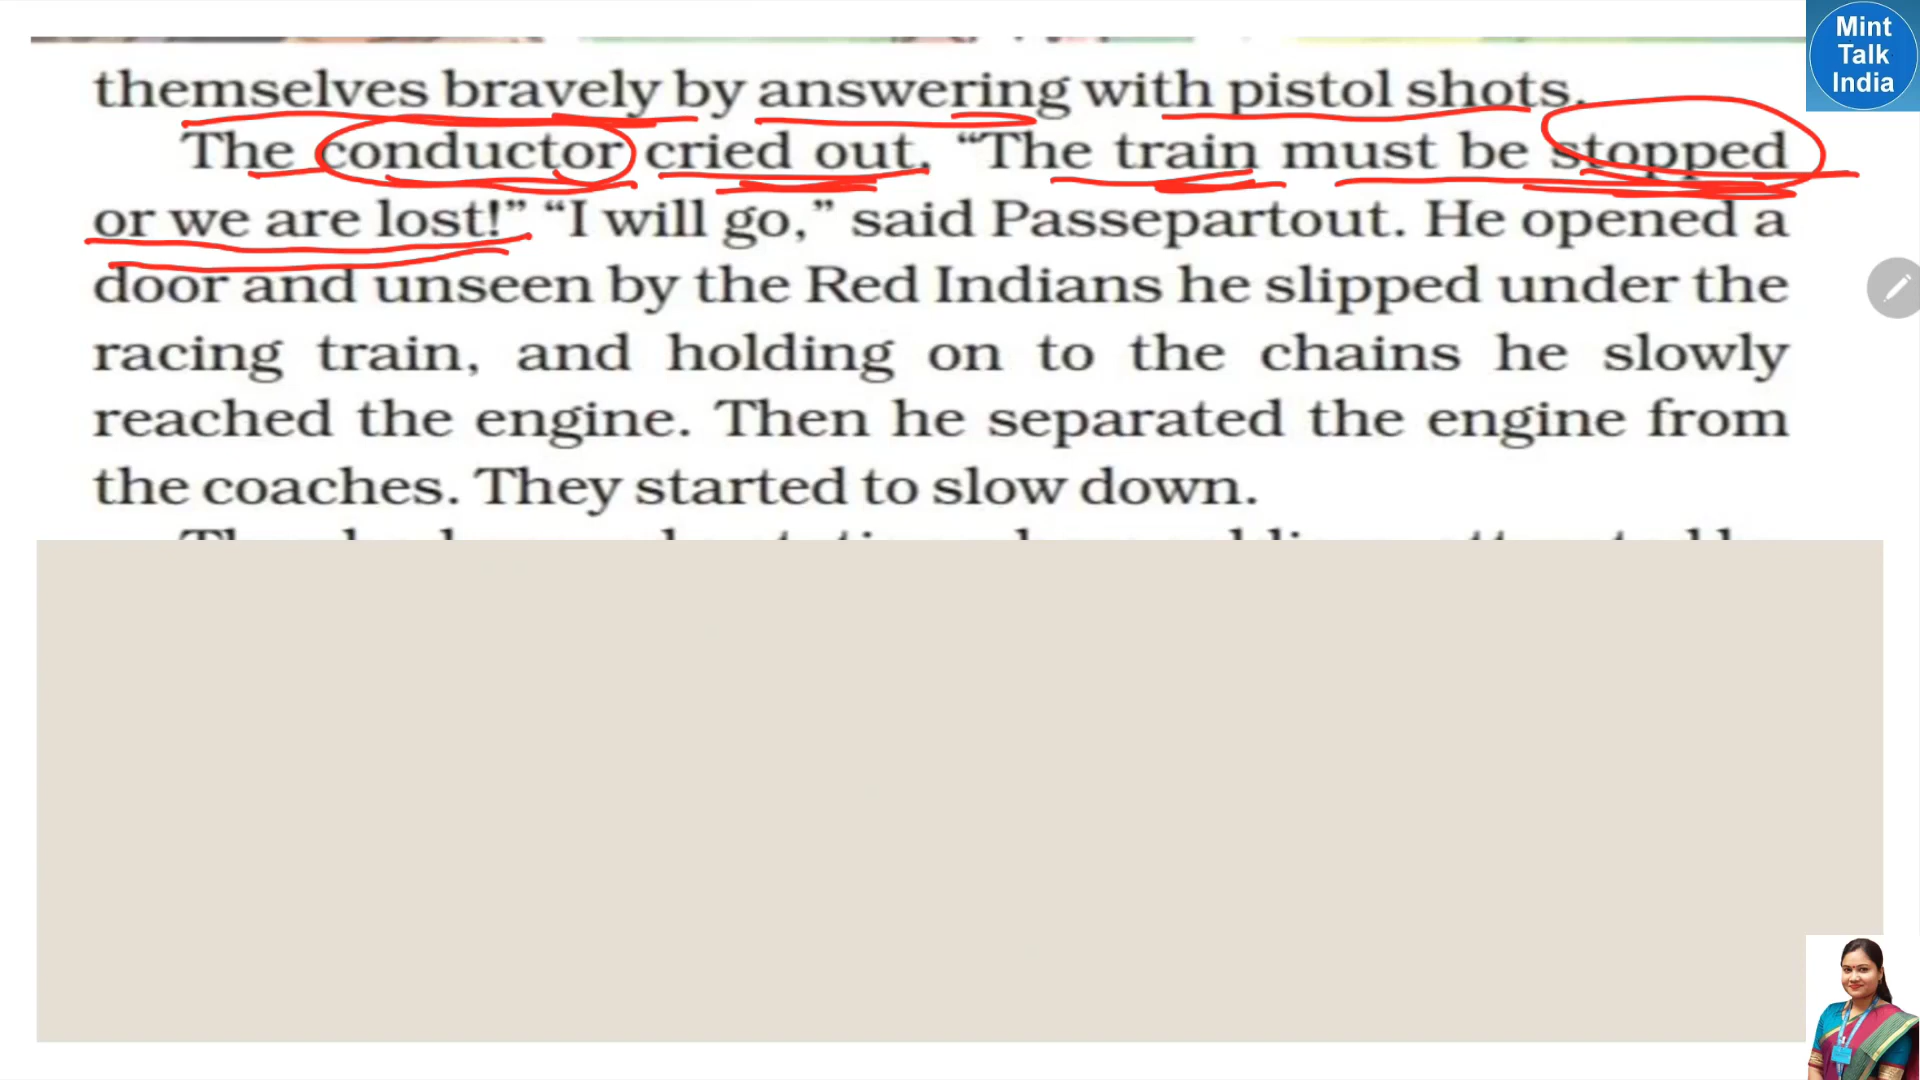 Mint
Talk
India
themselves bravely by answering with pistol shots.
The conductor cried out, “The train must be stopped
or we are lost!” “I will go,” said Passepartout. He opened a
door and unseen by the Red Indians he slipped under the
racing train, and holding on to the chains he slowly
reached the engine. Then he separated the engine from
the coaches. They started to slow down.